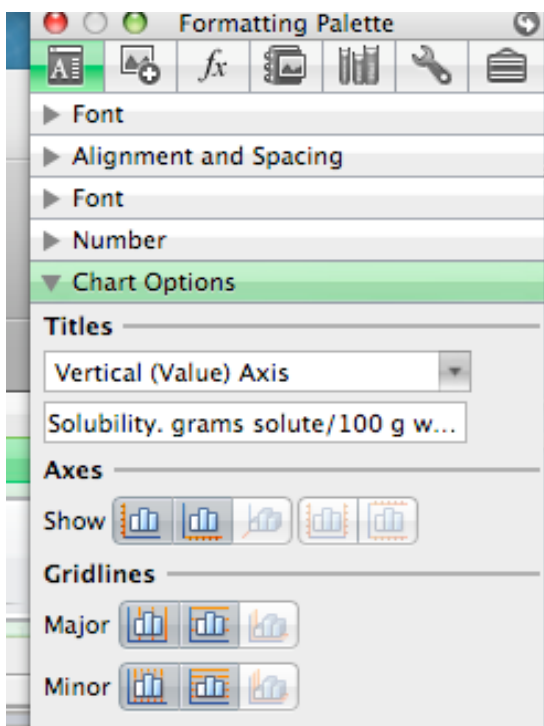 Formatting Palette
A fx
Font
Alignment and Spacing
Font
Number
Chart Options
Titles
Vertical (Value) Axis
Solubility. grams solute/100 g w...
Axes
Show
Gridlines
Major
Minor